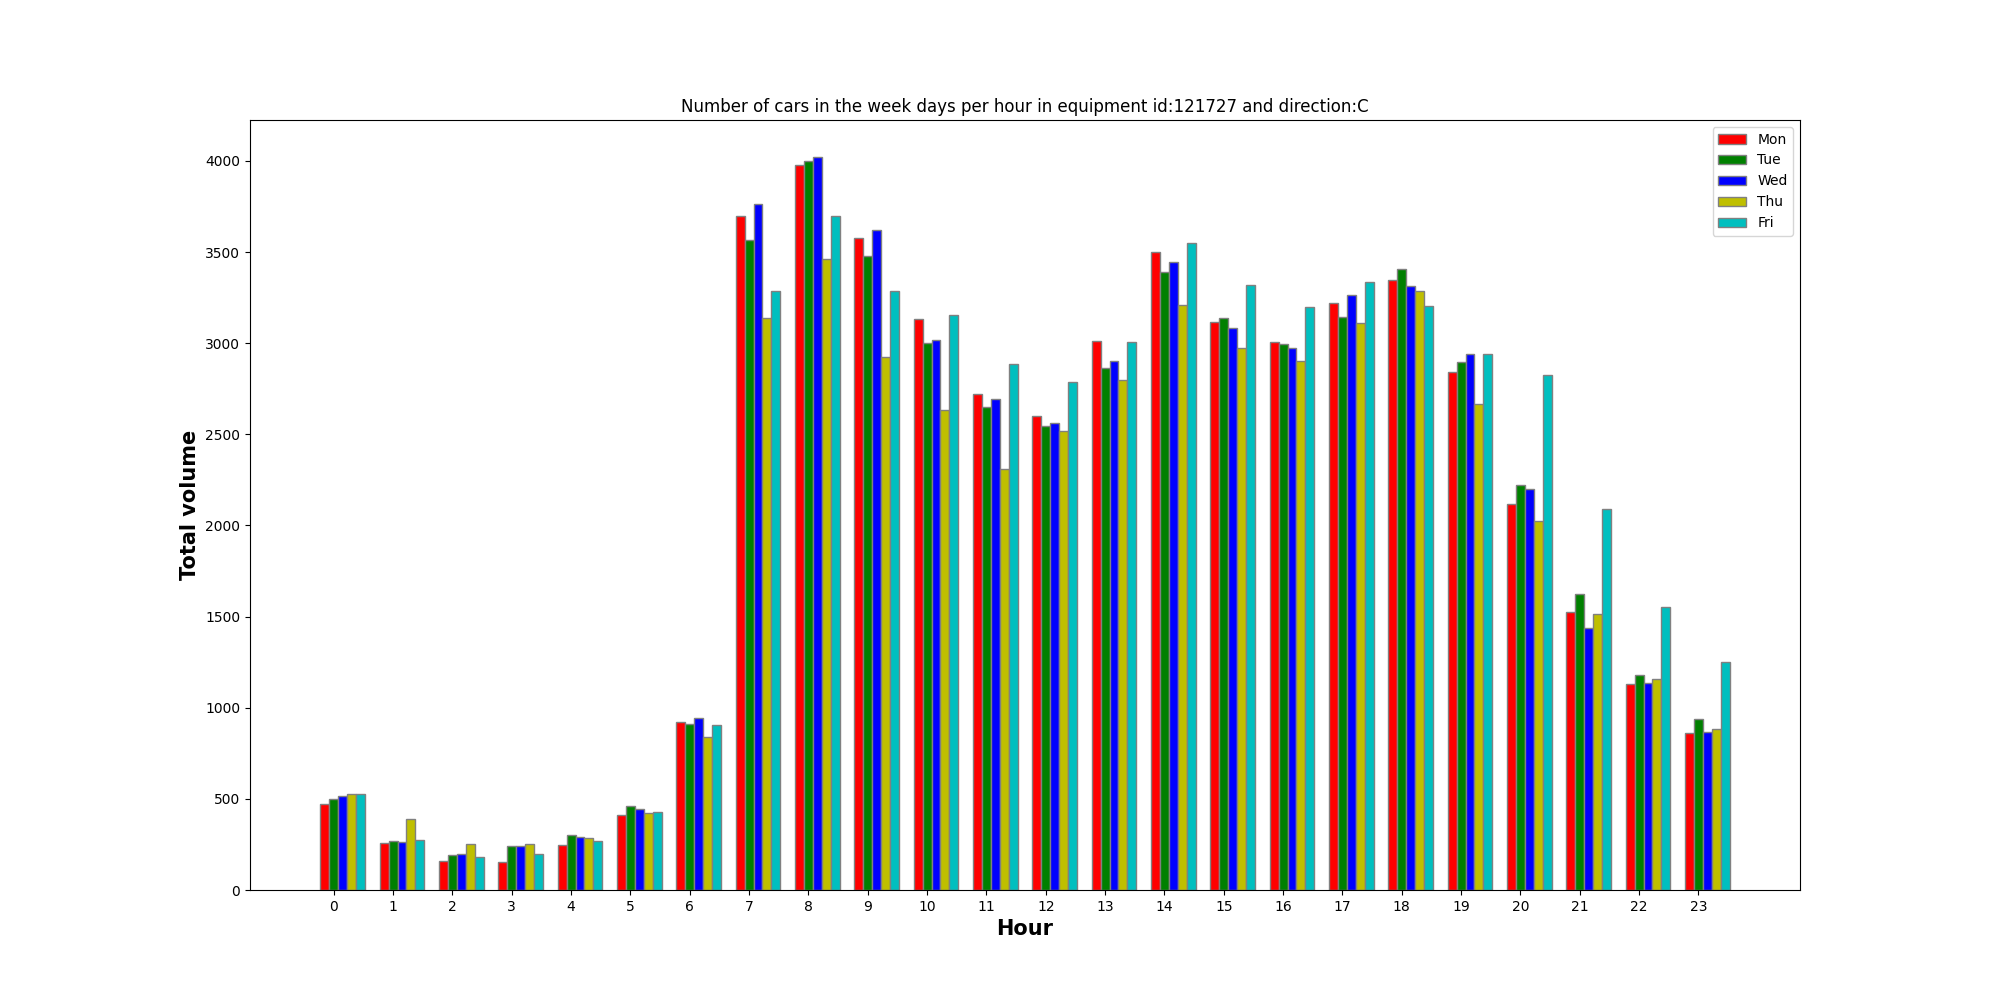 Number of cars in the week days per hour in equipment id:121727 and direction:C
Mon
Tue
Wed
Thu
Fri
4000
3500
3000
2500
2000
1500
1000
500
0
Total volume
0 1 2 3 4 5 6 7 8 9 10 11 12 13 14 15 16 17 18 19 20 21 22 23
Hour